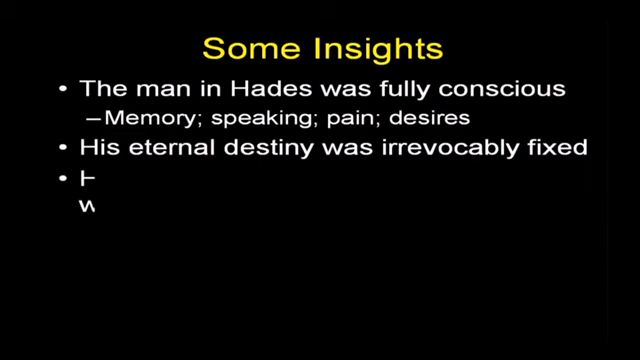 Some Insights
• The man in Hades was fully conscious
– Memory; speaking; pain; desires
• His eternal destiny was irrevocably fixed
•